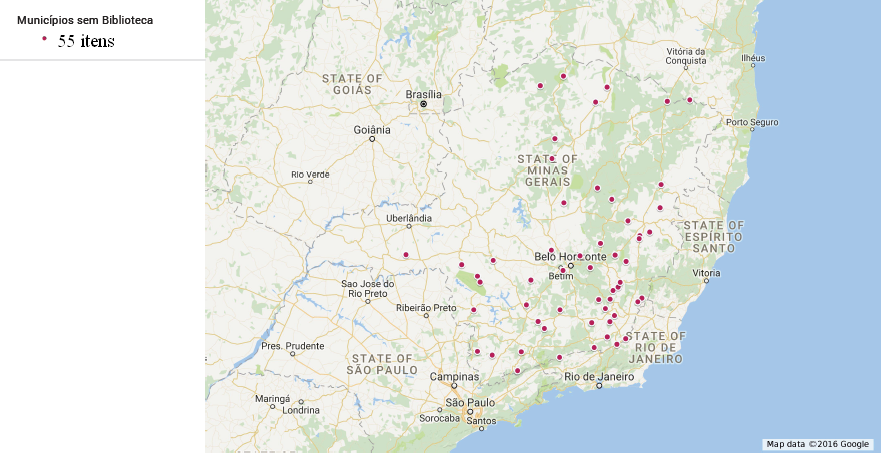 Municípios sem Biblioteca
55 itens
Vitória da
Conquista
Ilhéus
STATE OF
GOIÁS
Brasília
Porto Seguro
Goiânia
STATE OF
MINAS
GERAIS
Rio Verde
Uberlândia
STATE OF
ESPÍRITO
SANTO
Belo Horizonte
Betim
Vitoria
Sao Jose do
Rio Preto
Ribeirão Preto
STATE OF
RIO DE
JANEIRO
Pres. Prudente
STATE OF
SÃO PAULO
Campinas
Rio de Janeiro
Maringá
Londrina
São Paulo
Sorocaba
Santos
Map data ©2016 Google